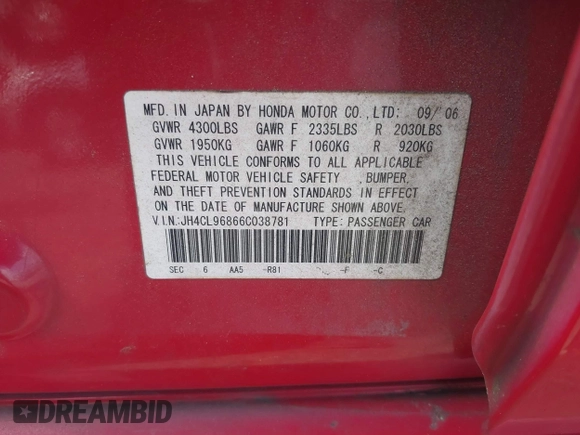 MFD. IN JAPAN BY HONDA MOTOR CO., LTD: 09/ 06
GVWR 4300LBS GAWR F 2335LBS R 2030LBS
GVWR 1950KG GAWR F 1060KG R 920KG
THIS VEHICLE CONFORMS TO ALL APPLICABLE
FEDERAL MOTOR VEHICLE SAFETY , BUMPER,
AND THEFT PREVENTION STANDARDS IN EFFECT
ON THE DATE OF MANUFACTURE SHOWN ABOVE.
V.I.N.:JH4CL96866C038781 TYPE: PASSENGER CAR
SEC 6 AA5 -R81 -F -C
DREAMBID